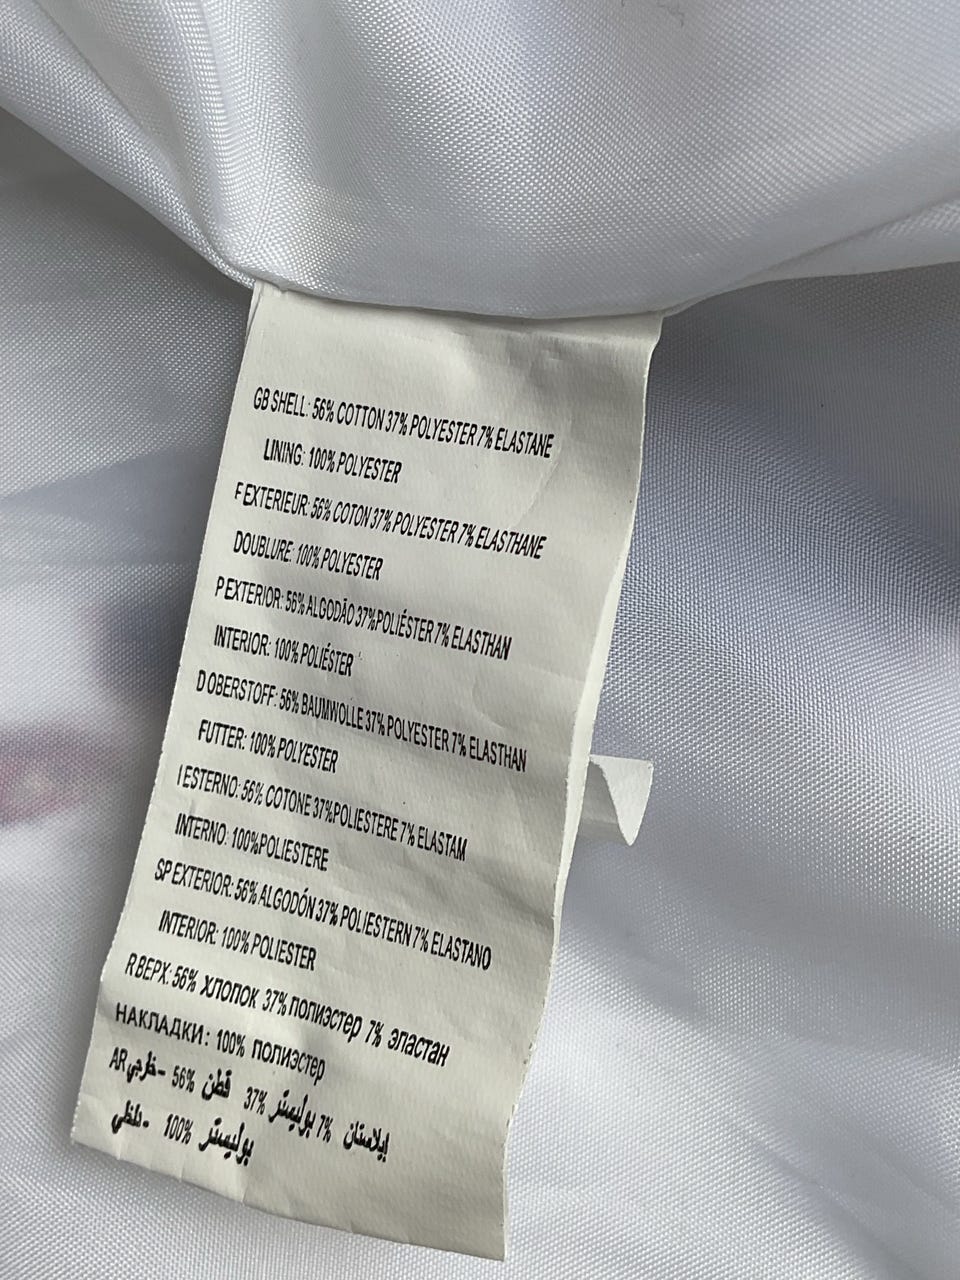 GB SHELL: 56% COTTON 37% POLYESTER 7% ELASTANE
LINING: 100% POLYESTER
F EXTERIEUR: 56% COTON 37% POLYESTER 7% ELASTHANE
DOUBLURE: 100% POLYESTER
P EXTERIOR: 56% ALGODÃO 37%POLIÉSTER 7% ELASTHAN
INTERIOR: 100% POLIÉSTER
D OBERSTOFF: 56% BAUMWOLLE 37% POLYESTER 7% ELASTHAN
FUTTER: 100% POLYESTER
I ESTERNO: 56% COTONE 37%POLIESTERE 7% ELASTAM
INTERNO: 100%POLIESTERE
SP EXTERIOR: 56% ALGODÓN 37% POLIESTERN 7% ELASTANO
INTERIOR: 100% POLIESTER
R ВЕРХ: 56% ХЛОПОК 37% ПОЛИЭСТЕР 7% ЭЛАСТАН
НАКЛАДКИ: 100% ПОЛИЭСТЕР
AR خارجي- 56% قطن 37% بوليستر 7% إيلاستان
- 100% بوليستر